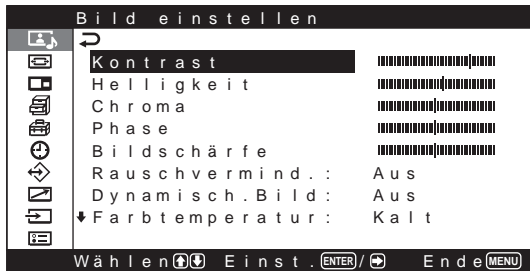 Bild einstellen
Kontrast
Helligkeit
Chroma
Phase
Bildschärfe
Rauschvermind.: Aus
Dynamisch.Bild: Aus
Farbtemperatur: Kalt
Wählen Einst. ENTER / Ende MENU